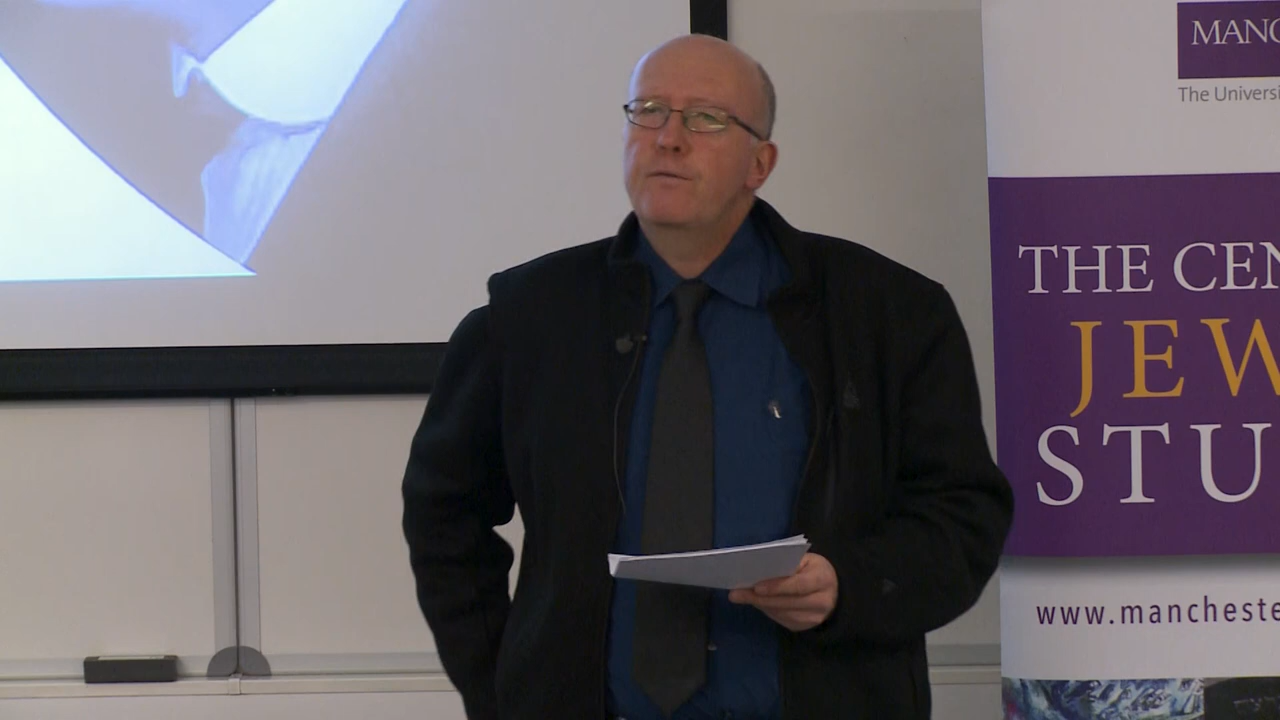 MANC
The Universi
THE CEN
JEW
STU
www.mancheste